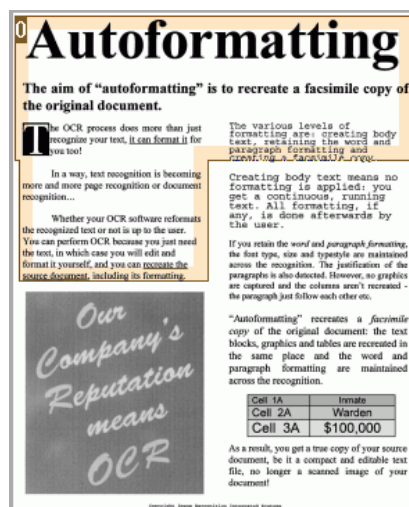 0
Autoformatting
The aim of “autoformatting” is to recreate a facsimile copy of
the original document.
The OCR process does more than just
recognize your text, it can format it for
you too!
In a way, text recognition is becoming
more and more page recognition or document
recognition…
Whether your OCR software reformats
the recognized text or not is up to the user.
You can perform OCR because you just need
the text, in which case you will edit and
format it yourself, and you can recreate the
source document, including its formatting.
Our
Company's
Reputation
means
OCR
The various levels of
formatting are: creating body
text, retaining the word and
paragraph formatting and
creating a facsimile copy
Creating body text means no
formatting is applied: you
get a continuous, running
text. All formatting, if
any, is done afterwards by
the user.
If you retain the word and paragraph formatting,
the font type, size and typestyle are maintained
across the recognition. The justification of the
paragraphs is also detected. However, no graphics
are captured and the columns aren't recreated -
the paragraph just follow each other etc.
“Autoformatting” recreates a facsimile
copy of the original document: the text
blocks, graphics and tables are recreated in
the same place and the word and
paragraph formatting are maintained
across the recognition.
Cell 1A Inmate
Cell 2A Warden
Cell 3A $100,000
As a result, you get a true copy of your source
document, be it a compact and editable text
file, no longer a scanned image of your
document!